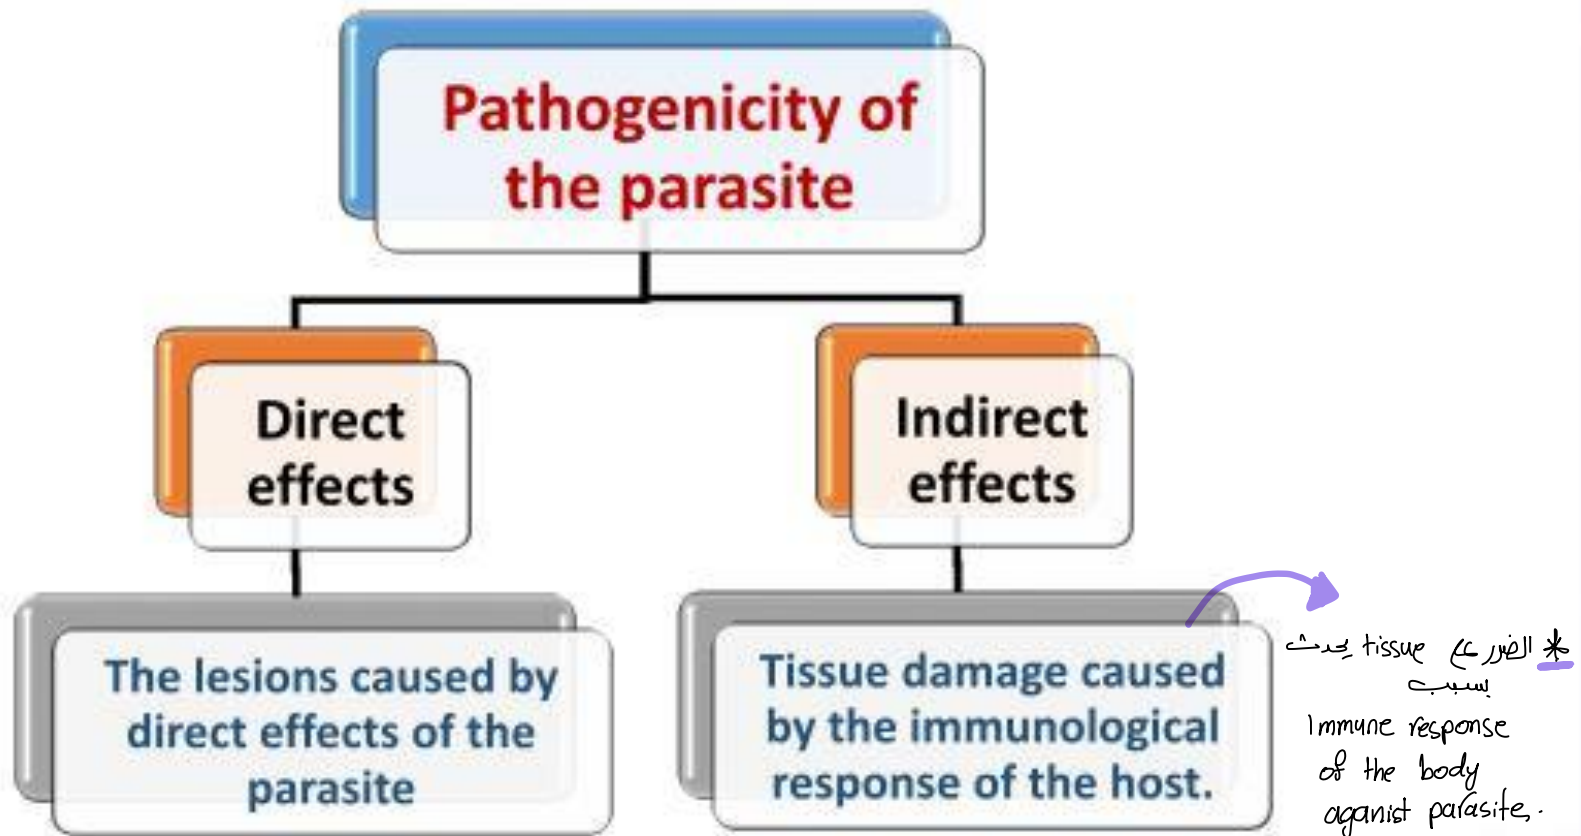 Pathogenicity of
the parasite
Direct
effects
Indirect
effects
The lesions caused by
direct effects of the
parasite
Tissue damage caused
by the immunological
response of the host.
* الضرر ع tissue يحدث
بسبب
Immune response
of the body
aganist parasite.